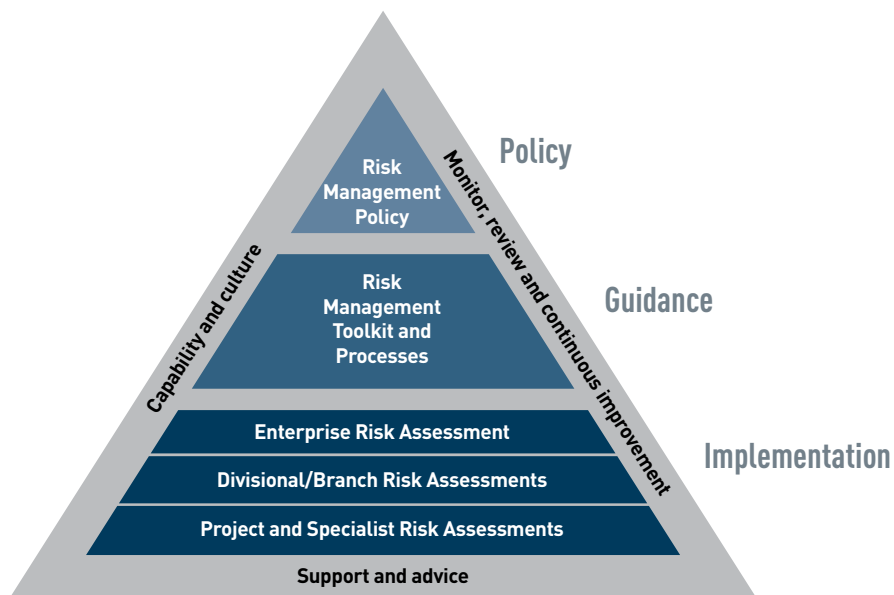 Policy
Risk
Management
Policy
Monitor, review and continuous improvement
Capability and culture
Guidance
Risk
Management
Toolkit and
Processes
Implementation
Enterprise Risk Assessment
Divisional/Branch Risk Assessments
Project and Specialist Risk Assessments
Support and advice